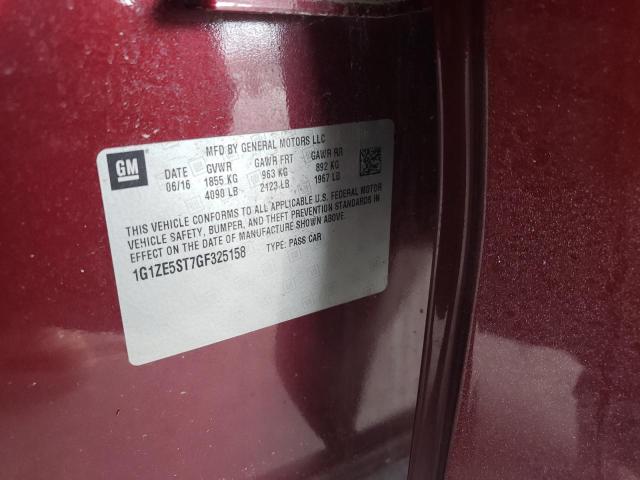 GM
MFD BY GENERAL MOTORS LLC
DATE GVWR GAWR FRT GAWR RR
06/16 1855 KG 963 KG 892 KG
4090 LB 2123 LB 1967 LB
THIS VEHICLE CONFORMS TO ALL APPLICABLE U.S. FEDERAL MOTOR
VEHICLE SAFETY, BUMPER, AND THEFT PREVENTION STANDARDS IN
EFFECT ON THE DATE OF MANUFACTURE SHOWN ABOVE.
1G1ZE5ST7GF325158 TYPE: PASS CAR